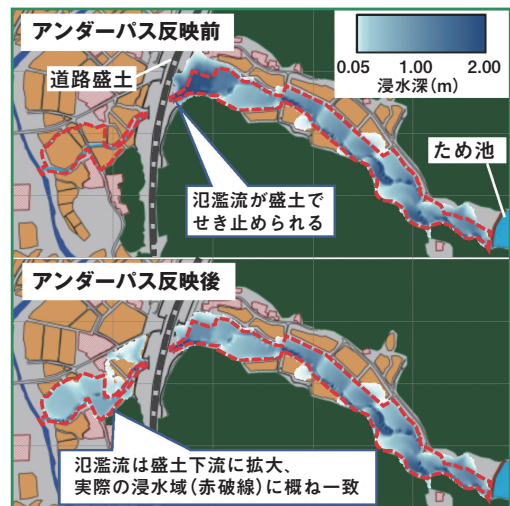 アンダーパス反映前
道路盛土
0.05 1.00 2.00
浸水深(m)
ため池
氾濫流が盛土で
せき止められる
アンダーパス反映後
氾濫流は盛土下流に拡大、
実際の浸水域(赤破線)に概ね一致